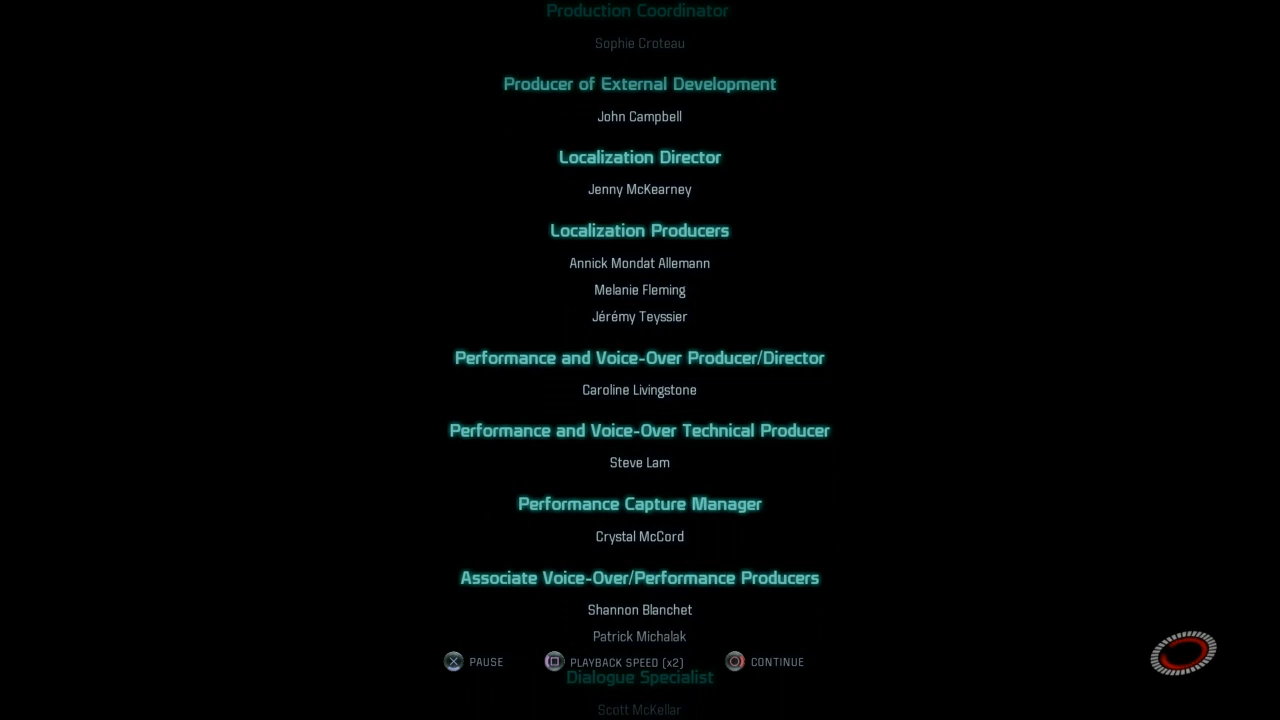 Production Coordinator
Sophie Croteau
Producer of External Development
John Campbell
Localization Director
Jenny McKearney
Localization Producers
Annick Mondat Allemann
Melanie Fleming
Jérémy Teyssier
Performance and Voice-Over Producer/Director
Caroline Livingstone
Performance and Voice-Over Technical Producer
Steve Lam
Performance Capture Manager
Crystal McCord
Associate Voice-Over/Performance Producers
Shannon Blanchet
Patrick Michalak
PAUSE PLAYBACK SPEED (x2) CONTINUE
Dialogue Specialist
Scott McKellar